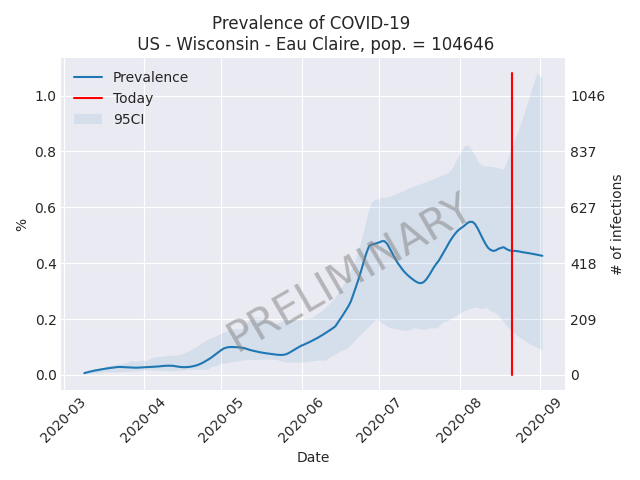 Prevalence of COVID-19
US - Wisconsin - Eau Claire, pop. = 104646
Prevalence
Today
95CI
PRELIMINARY
%
1.0
0.8
0.6
0.4
0.2
0.0
1046
837
627
418
209
0
# of infections
2020-03
2020-04
2020-05
2020-06
2020-07
2020-08
2020-09
Date